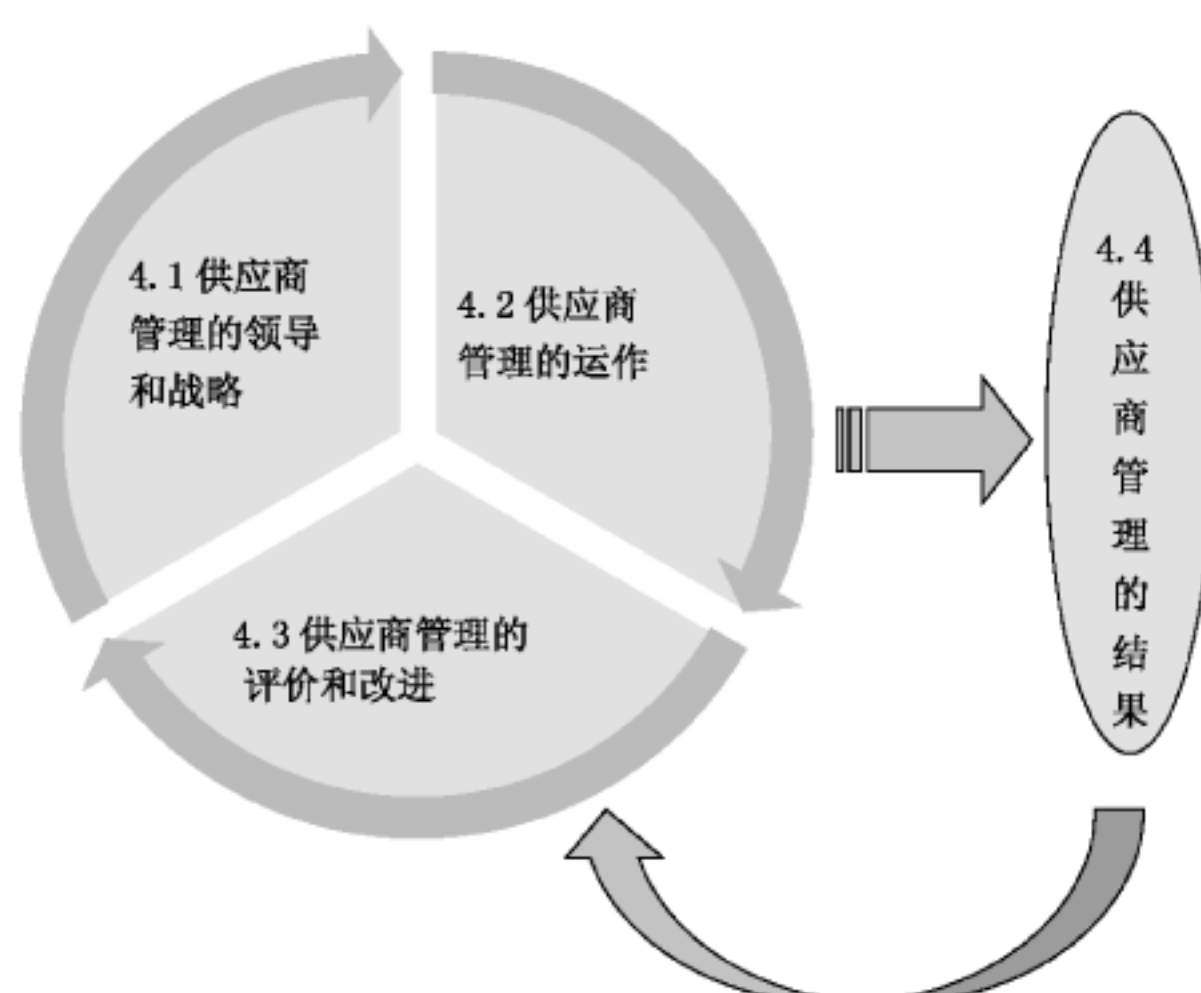 4.1 供应商
管理的领导
和战略
4.2 供应商
管理的运作
4.3 供应商管理的
评价和改进
4.4
供
应
商
管
理
的
结
果